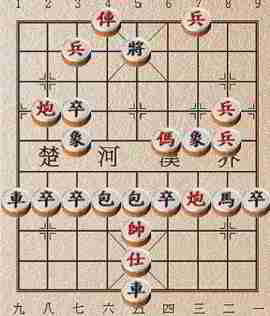 1 2 3 4 5 6 7 8 9
俥 兵
兵 將
炮 卒 兵
象 傌 象 兵
楚 河 漢 界
車 卒 卒 包 包 卒 炮 馬 卒
帥
仕
車
九 八 七 六 五 四 三 二 一